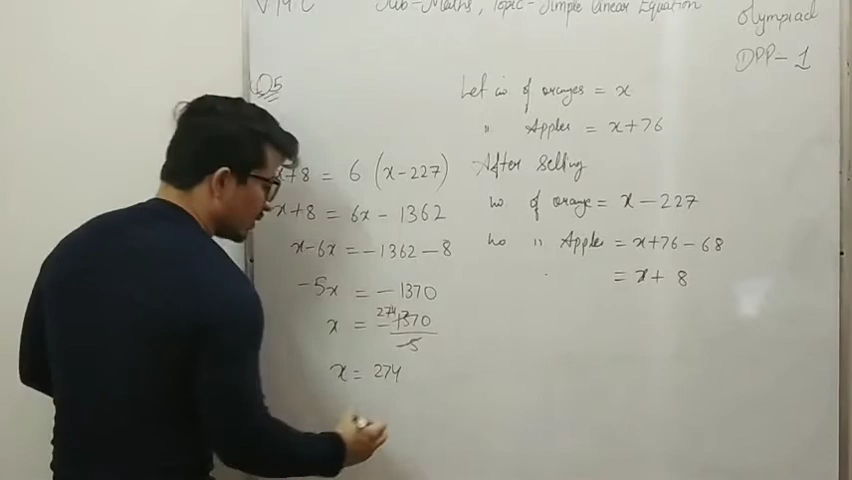 Sub-Maths, Topic-Simple linear Equation
Olympiad
DPP-1
Q5
Let no of oranges = x
" Apples = x+76
After Selling
no of orange = x-227
no " Apples = x+76-68
= x+8
x+8 = 6 (x-227)
x+8 = 6x-1362
x-6x = -1362-8
-5x = -1370
274
x = -1370
-5
x = 274